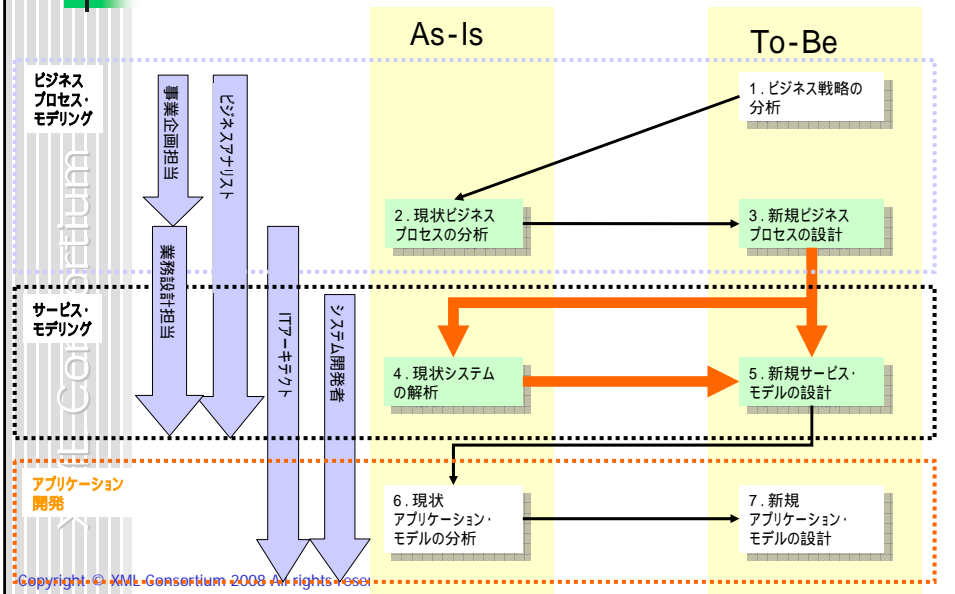 As-Is
To-Be
ビジネス
プロセス・
モデリング
事業企画担当
ビジネスアナリスト
1.ビジネス戦略の
分析
2.現状ビジネス
プロセスの分析
3.新規ビジネス
プロセスの設計
業務設計担当
ITアーキテクト
システム開発者
サービス・
モデリング
4.現状システム
の解析
5.新規サービス・
モデルの設計
アプリケーション
開発
6.現状
アプリケーション・
モデルの分析
7.新規
アプリケーション・
モデルの設計
XML Consortium
Copyright © XML Consortium 2008 All rights reser